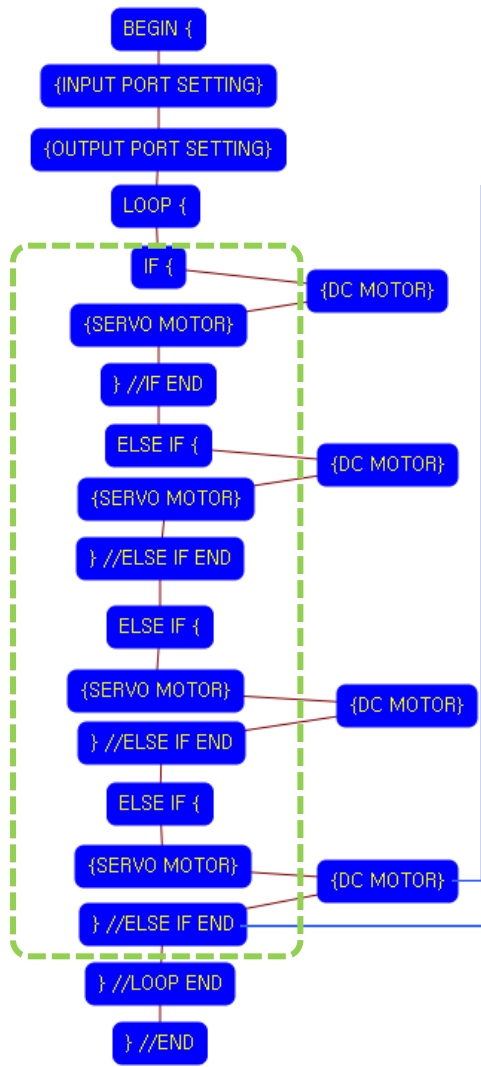 BEGIN {
{INPUT PORT SETTING}
{OUTPUT PORT SETTING}
LOOP {
IF {
{DC MOTOR}
{SERVO MOTOR}
} //IF END
ELSE IF {
{DC MOTOR}
{SERVO MOTOR}
} //ELSE IF END
ELSE IF {
{SERVO MOTOR}
{DC MOTOR}
} //ELSE IF END
ELSE IF {
{SERVO MOTOR}
{DC MOTOR}
} //ELSE IF END
} //LOOP END
} //END